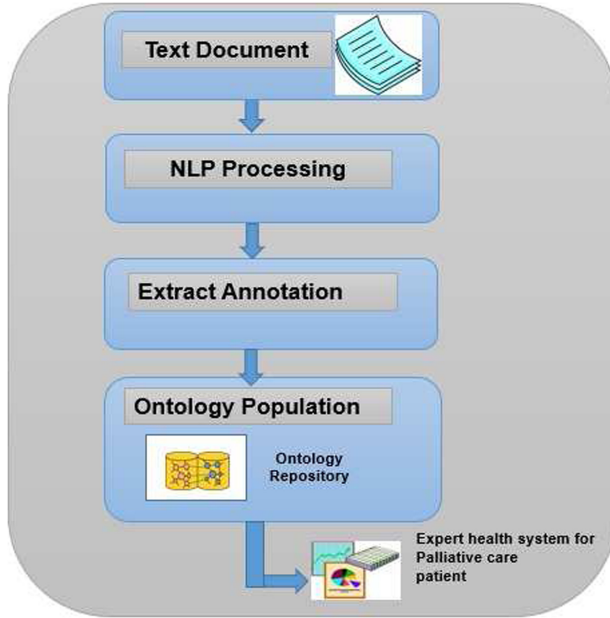 Text Document
NLP Processing
Extract Annotation
Ontology Population
Ontology
Repository
Expert health system for
Palliative care
patient